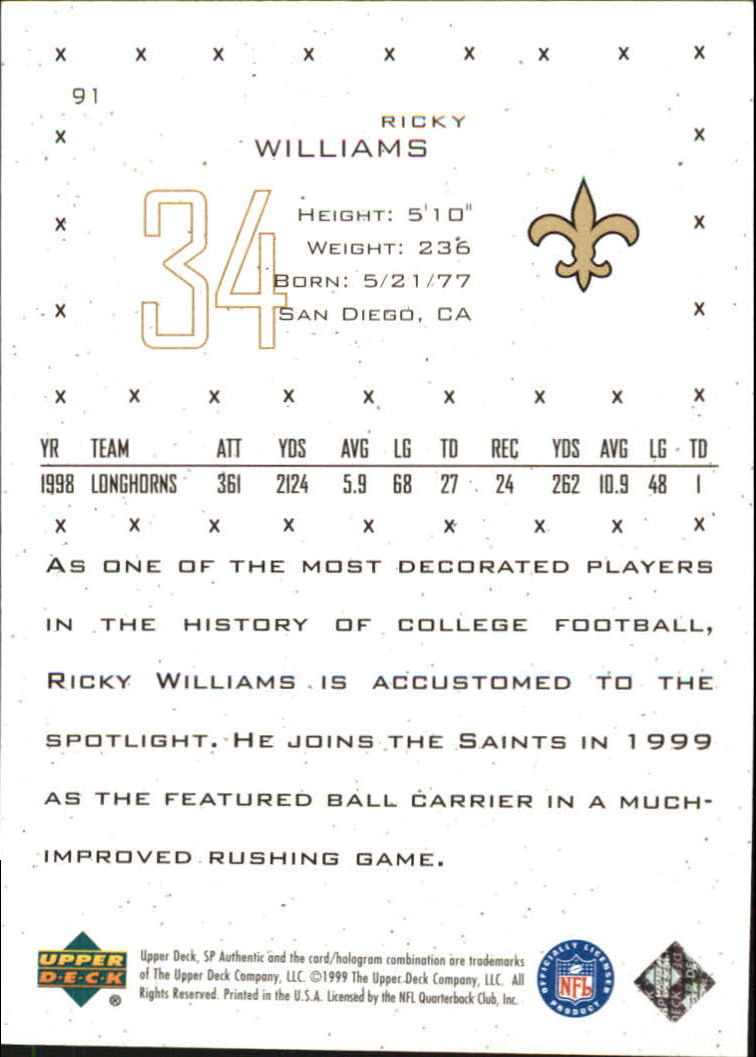 x x x x x x x x x
91
RICKY
x x
WILLIAMS
34
HEIGHT: 5'10"
x x
WEIGHT: 236
BORN: 5/21/77
x SAN DIEGO, CA x
x x x x x x x x x
YR TEAM ATT YDS AVG LG TD REC YDS AVG LG TD
1998 LONGHORNS 361 2124 5.9 68 27 24 262 10.9 48 1
x x x x x x x x x
AS ONE OF THE MOST DECORATED PLAYERS
IN THE HISTORY OF COLLEGE FOOTBALL,
RICKY WILLIAMS IS ACCUSTOMED TO THE
SPOTLIGHT. HE JOINS THE SAINTS IN 1999
AS THE FEATURED BALL CARRIER IN A MUCH-
IMPROVED RUSHING GAME.
UPPER
D·E·C·K
®
Upper Deck, SP Authentic and the card/hologram combination are trademarks
of The Upper Deck Company, LLC. ©1999 The Upper Deck Company, LLC. All
Rights Reserved. Printed in the U.S.A. Licensed by the NFL Quarterback Club, Inc.
OFFICIALLY LICENSED
NFL
PRODUCT